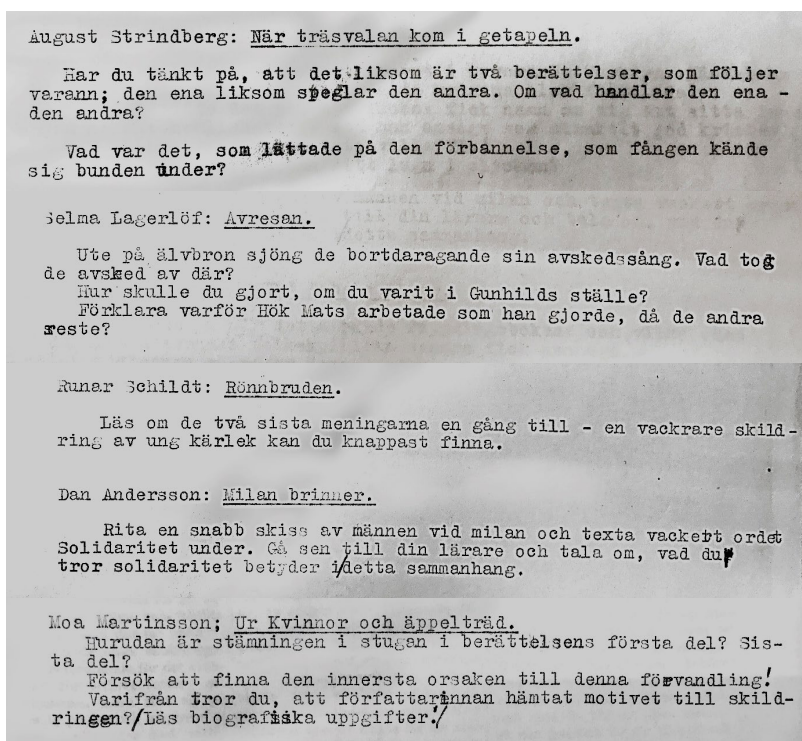 August Strindberg: När träsvalan kom i getapeln.
Har du tänkt på, att det liksom är två berättelser, som följer
varann; den ena liksom speglar den andra. Om vad handlar den ena -
den andra?
Vad var det, som lättade på den förbannelse, som fången kände
sig bunden under?
Selma Lagerlöf: Avresan.
Ute på älvbron sjöng de bortdaragande sin avskedssång. Vad tog
de avsked av där?
Hur skulle du gjort, om du varit i Gunhilds ställe?
Förklara varför Hök Mats arbetade som han gjorde, då de andra
reste?
Runar Schildt: Rönnbruden.
Läs om de två sista meningarna en gång till - en vackrare skild-
ring av ung kärlek kan du knappast finna.
Dan Andersson: Milan brinner.
Rita en snabb skiss av männen vid milan och texta vackert ordet
Solidaritet under. Gå sen till din lärare och tala om, vad du
tror solidaritet betyder i/detta sammanhang.
Moa Martinsson; Ur Kvinnor och äppelträd.
Hurudan är stämningen i stugan i berättelsens första del? Sis-
ta del?
Försök att finna den innersta orsaken till denna förvandling!
Varifrån tror du, att författarinnan hämtat motivet till skild-
ringen?/Läs biografiska uppgifter!/